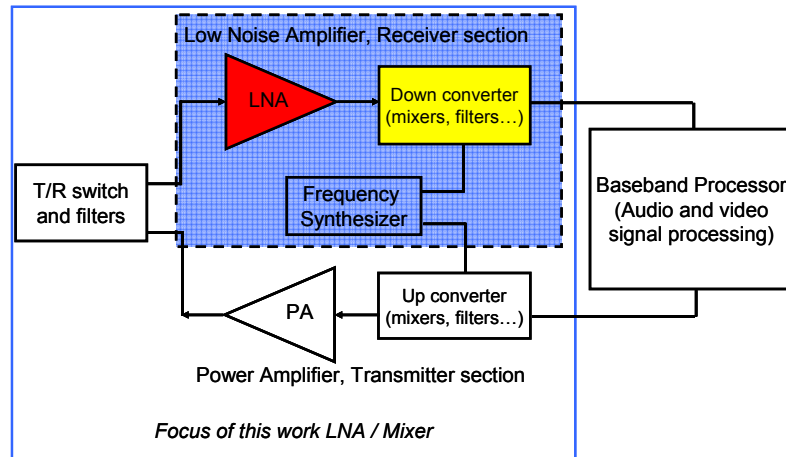 Low Noise Amplifier, Receiver section
LNA
Down converter
(mixers, filters…)
T/R switch
and filters
Frequency
Synthesizer
Baseband Processor
(Audio and video
signal processing)
PA
Up converter
(mixers, filters…)
Power Amplifier, Transmitter section
Focus of this work LNA / Mixer